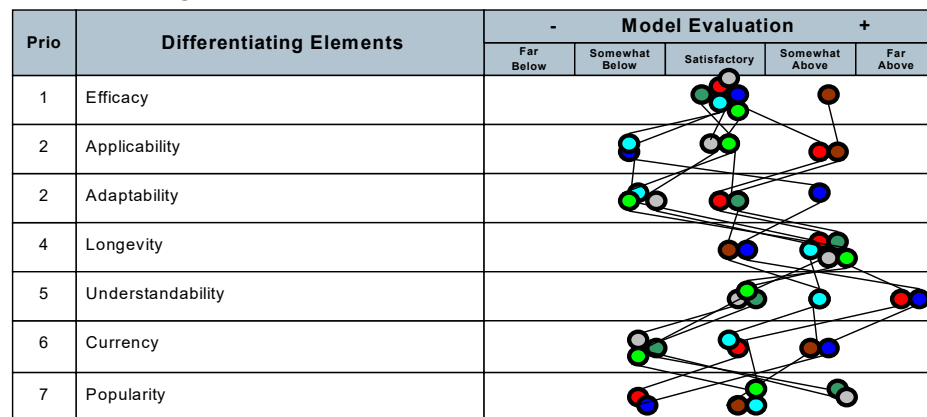 - Model Evaluation +
Prio Differentiating Elements
Far Below Somewhat Below Satisfactory Somewhat Above Far Above
1 Efficacy
2 Applicability
2 Adaptability
4 Longevity
5 Understandability
6 Currency
7 Popularity